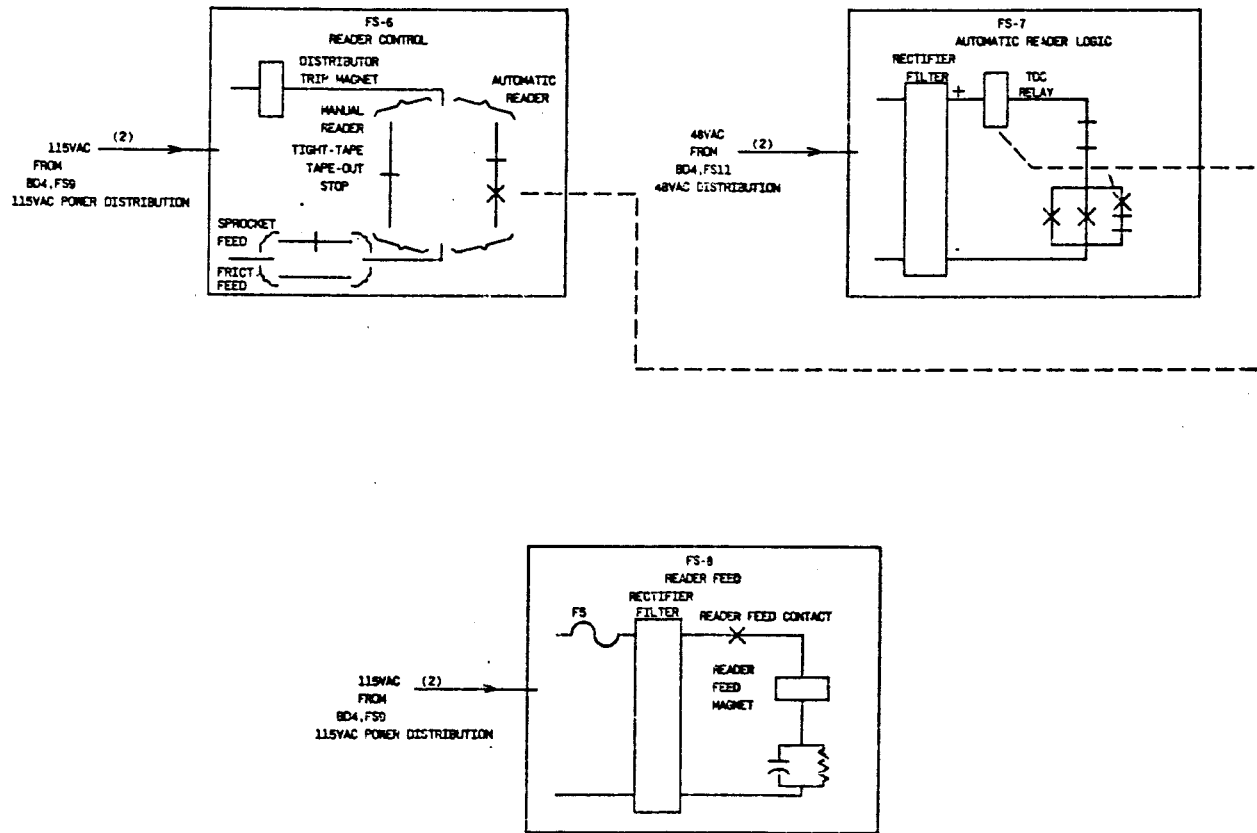 FS-6
READER CONTROL
DISTRIBUTOR
TRIP MAGNET
AUTOMATIC
READER
MANUAL
READER
TIGHT-TAPE
TAPE-OUT
STOP
115VAC (2)
FROM
BD4,FS9
115VAC POWER DISTRIBUTION
SPROCKET
FEED
FRICT
FEED
FS-7
AUTOMATIC READER LOGIC
RECTIFIER
FILTER
+
TDC
RELAY
48VAC (2)
FROM
BD4,FS11
48VAC DISTRIBUTION
FS-8
READER FEED
RECTIFIER
FILTER
F5
READER FEED CONTACT
READER
FEED
MAGNET
115VAC (2)
FROM
BD4,FS9
115VAC POWER DISTRIBUTION